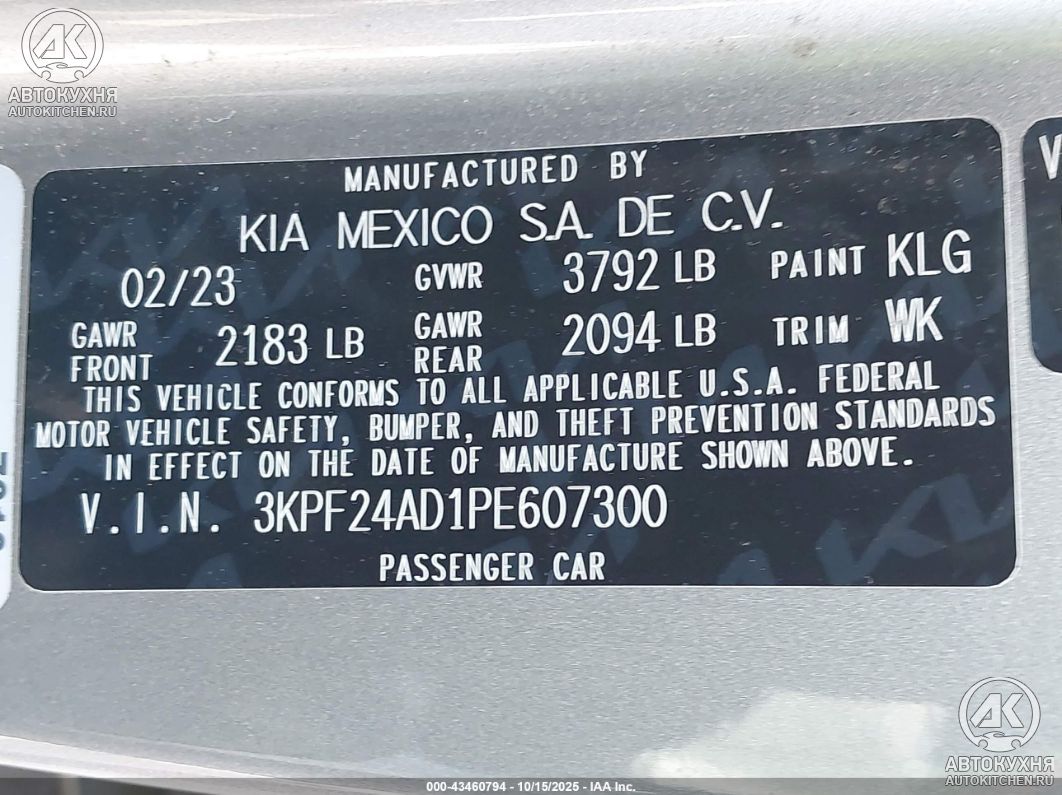 AK
АВТОКУХНЯ
AUTOKITCHEN.RU
MANUFACTURED BY
KIA MEXICO S.A. DE C.V.
02/23 GVWR 3792 LB PAINT KLG
GAWR FRONT 2183 LB GAWR REAR 2094 LB TRIM WK
THIS VEHICLE CONFORMS TO ALL APPLICABLE U.S.A. FEDERAL
MOTOR VEHICLE SAFETY, BUMPER, AND THEFT PREVENTION STANDARDS
IN EFFECT ON THE DATE OF MANUFACTURE SHOWN ABOVE.
V.I.N. 3KPF24AD1PE607300
PASSENGER CAR
V
AK
АВТОКУХНЯ
AUTOKITCHEN.RU
000-43460794 - 10/15/2025 - IAA Inc.